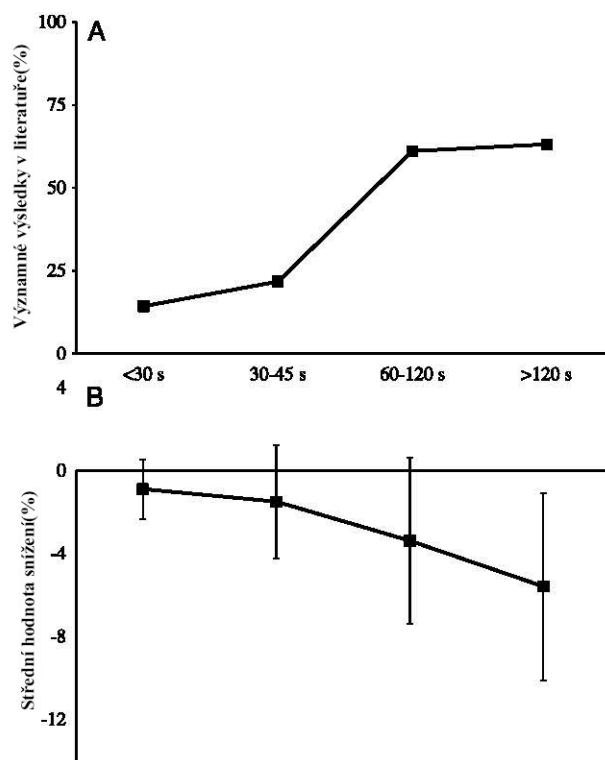 A
100
75
50
25
0
Významné výsledky v literatuře(%)
<30 s 30-45 s 60-120 s >120 s
B
4
0
-4
-8
-12
Střední hodnota snížení(%)